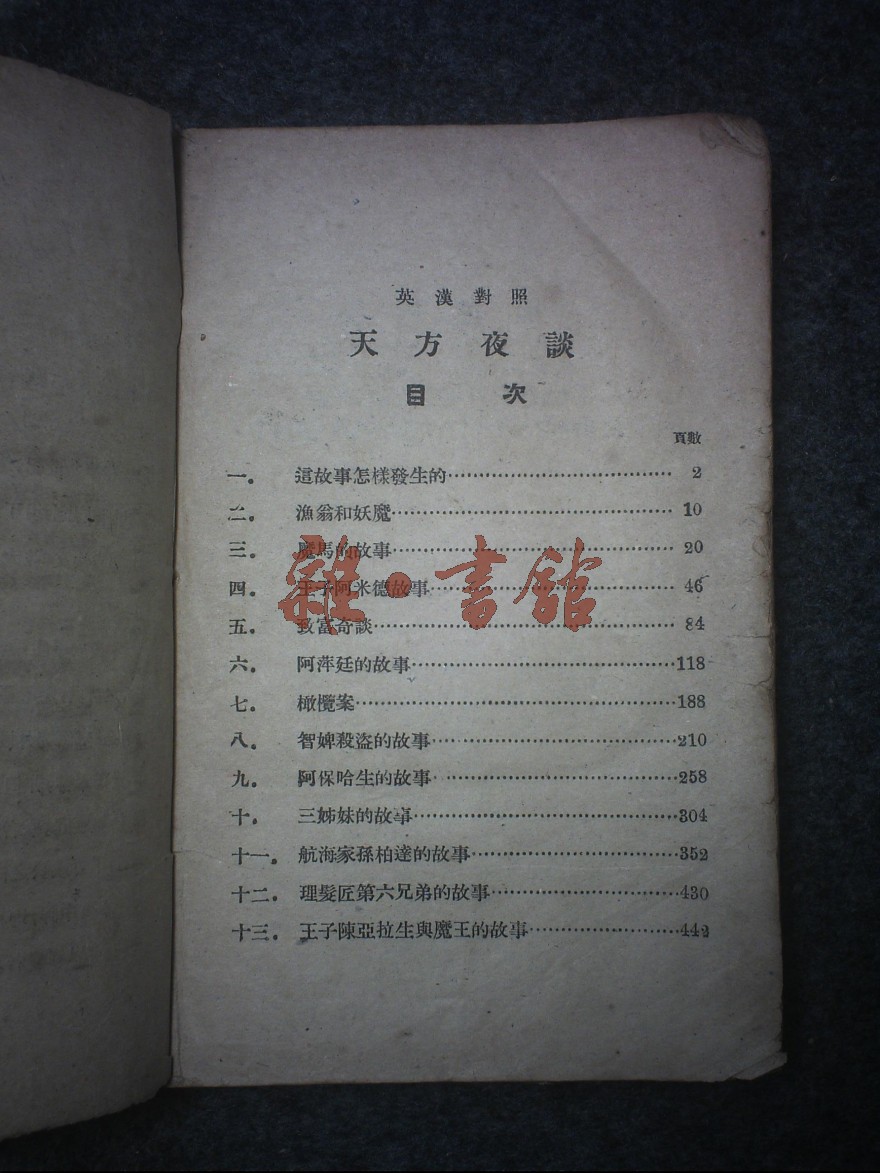 英漢對照
天方夜談
目次
頁數
一． 這故事怎樣發生的 2
二． 漁翁和妖魔 10
三． 魔馬的故事 20
四． 王子阿米德故事 46
五． 致富奇談 84
六． 阿萍廷的故事 118
七． 橄欖案 188
八． 智婢殺盜的故事 210
九． 阿保哈生的故事 258
十． 三姊妹的故事 304
十一． 航海家孫柏達的故事 352
十二． 理髮匠第六兄弟的故事 430
十三． 王子陳亞拉生與魔王的故事 442
雜·書館